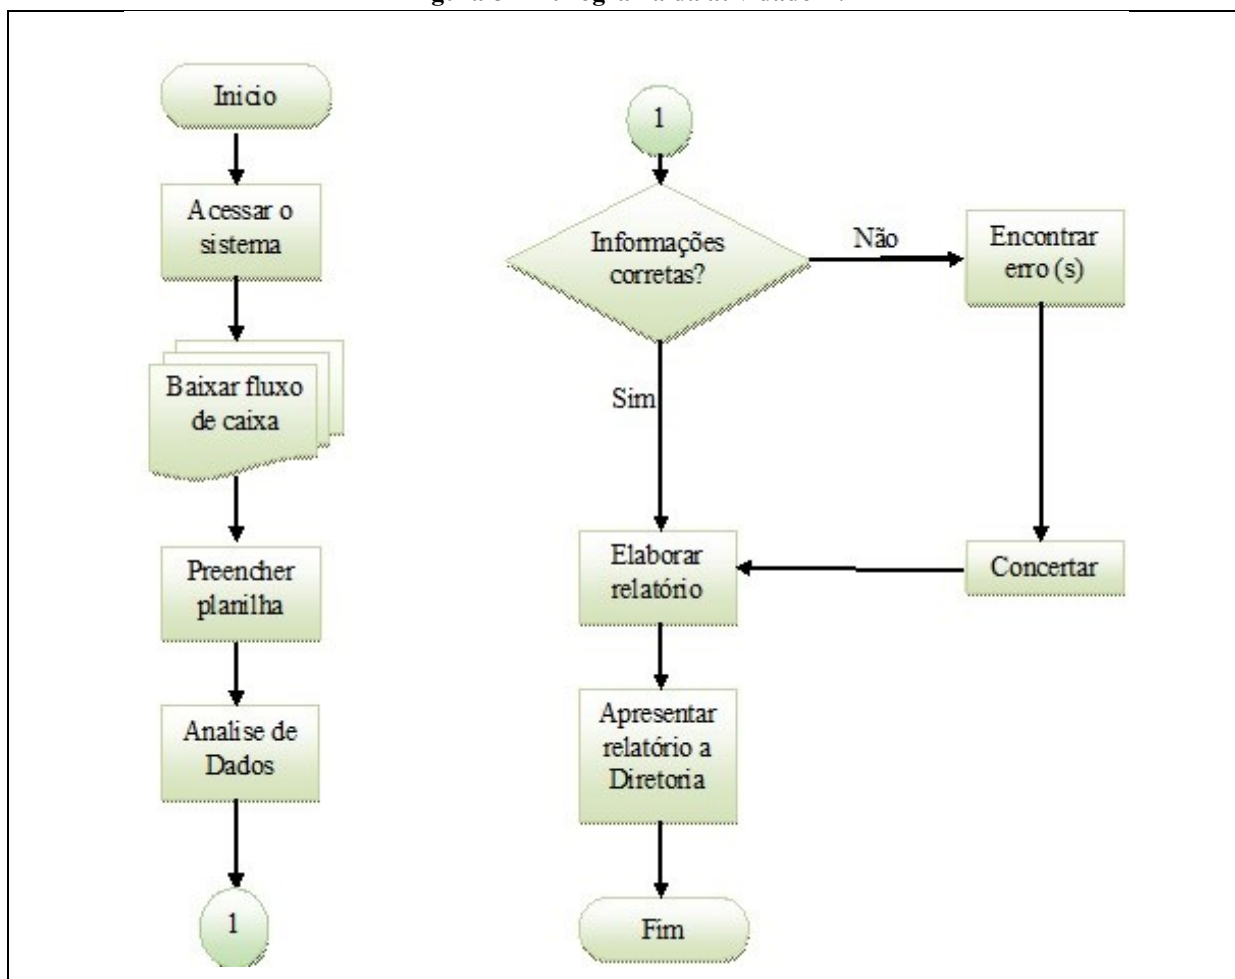 Inicio
Acessar o
sistema
Baixar fluxo
de caixa
Preencher
planilha
Analise de
Dados
1
1
Informações
corretas?
Não
Encontrar
erro (s)
Sim
Elaborar
relatório
Concertar
Apresentar
relatório a
Diretoria
Fim